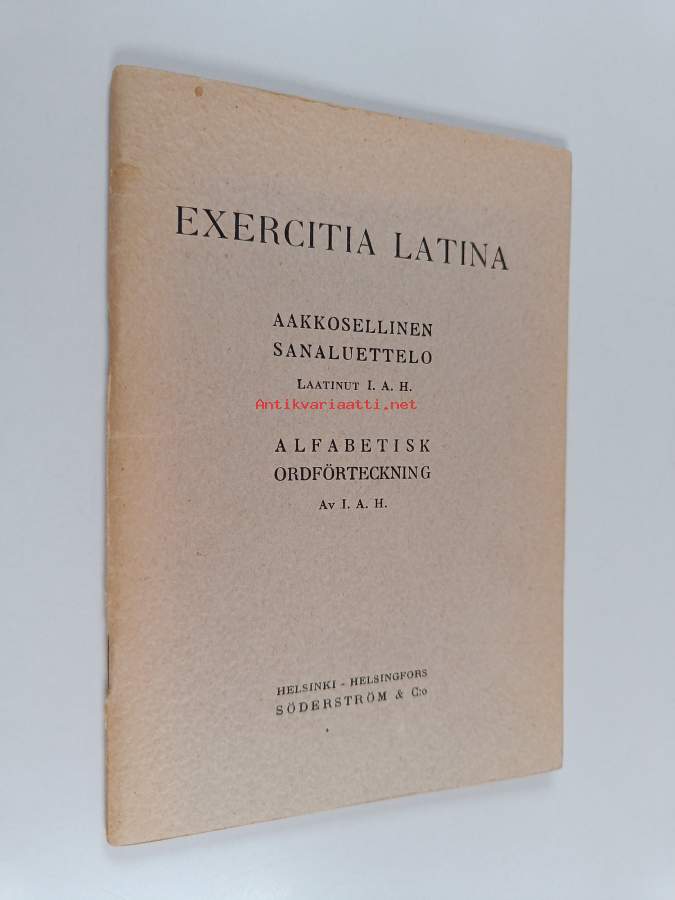 EXERCITIA LATINA
AAKKOSELLINEN
SANALUETTELO
LAATINUT I. A. H.
Antikvariaatti.net
ALFABETISK
ORDFÖRTECKNING
Av I. A. H.
HELSINKI - HELSINGFORS
SÖDERSTRÖM & C:o